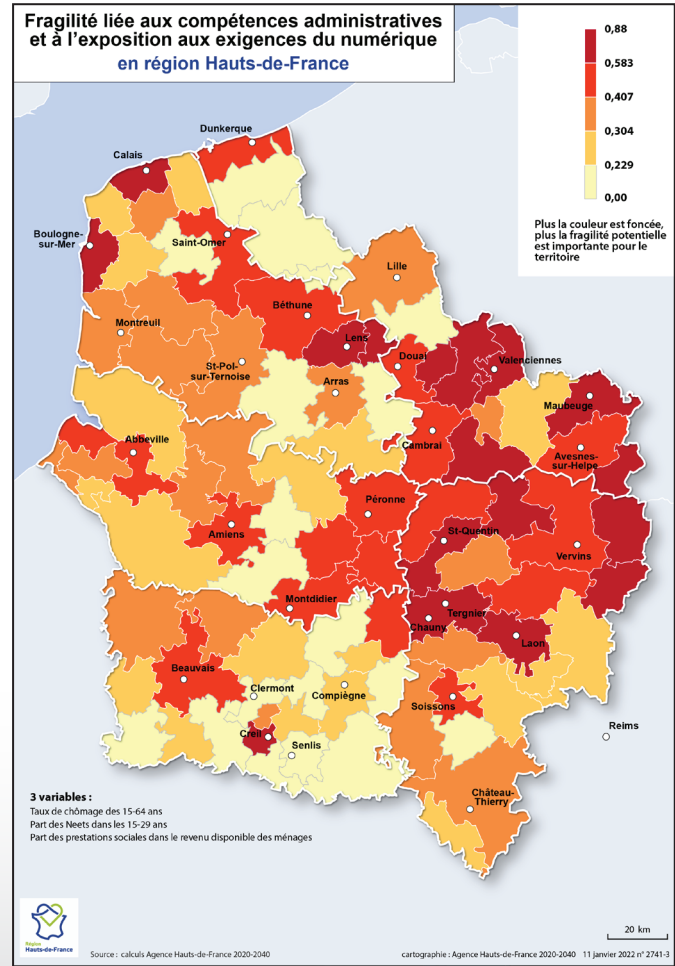 Fragilité liée aux compétences administratives
et à l'exposition aux exigences du numérique
en région Hauts-de-France
0,88
0,583
0,407
0,304
0,229
0,00
Plus la couleur est foncée,
plus la fragilité potentielle
est importante pour le
territoire
Dunkerque
Calais
Boulogne-
sur-Mer
Saint-Omer
Lille
Béthune
Montreuil
Lens
Douai
Valenciennes
St-Pol-
sur-Ternoise
Arras
Maubeuge
Abbeville
Cambrai
Avesnes-
sur-Helpe
Péronne
Amiens
St-Quentin
Vervins
Montdidier
Tergnier
Chauny
Laon
Beauvais
Clermont
Compiègne
Soissons
Creil
Senlis
Reims
Château-
Thierry
3 variables :
Taux de chômage des 15-64 ans
Part des Neets dans les 15-29 ans
Part des prestations sociales dans le revenu disponible des ménages
Région
Hauts-de-France
20 km
Source : calculs Agence Hauts-de-France 2020-2040
cartographie : Agence Hauts-de-France 2020-2040 11 janvier 2022 n° 2741-3